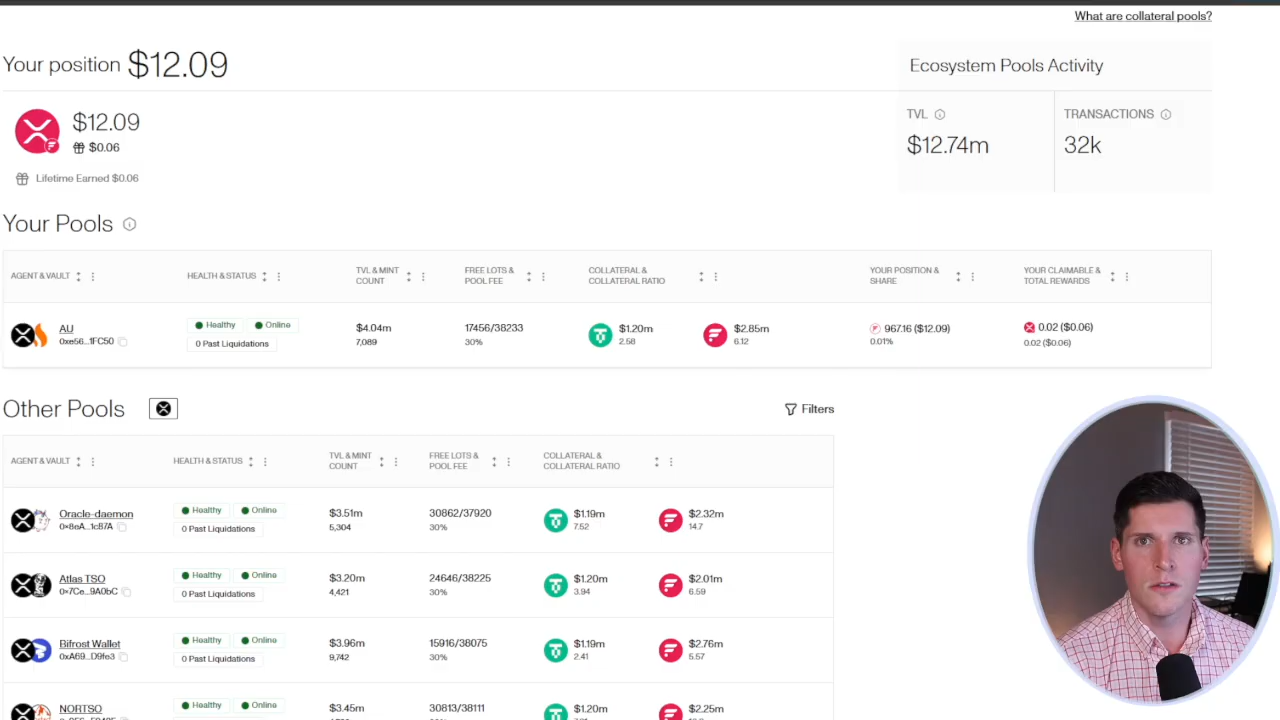 What are collateral pools?
Your position $12.09
Ecosystem Pools Activity
$12.09
$0.06
Lifetime Earned $0.06
TVL
TRANSACTIONS
$12.74m
32k
Your Pools
AGENT & VAULT
HEALTH & STATUS
TVL & MINT
COUNT
FREE LOTS &
POOL FEE
COLLATERAL &
COLLATERAL RATIO
YOUR POSITION &
SHARE
YOUR CLAIMABLE &
TOTAL REWARDS
AU
0xe56...1FC50
Healthy
Online
0 Past Liquidations
$4.04m
7,089
17456/38233
30%
$1.20m
2.58
$2.85m
6.12
967.16 ($12.09)
0.01%
0.02 ($0.06)
0.02 ($0.06)
Other Pools
Filters
AGENT & VAULT
HEALTH & STATUS
TVL & MINT
COUNT
FREE LOTS &
POOL FEE
COLLATERAL &
COLLATERAL RATIO
Oracle-daemon
0x8eA...1c87A
Healthy
Online
0 Past Liquidations
$3.51m
5,304
30862/37920
30%
$1.19m
7.52
$2.32m
14.7
Atlas TSO
0x7Ce...9A0bC
Healthy
Online
0 Past Liquidations
$3.20m
4,421
24646/38225
30%
$1.20m
3.94
$2.01m
6.59
Bifrost Wallet
0xA69...D9fe3
Healthy
Online
0 Past Liquidations
$3.96m
9,742
15916/38075
30%
$1.19m
2.41
$2.76m
5.57
NORTSO
Healthy
Online
$3.45m
30813/38111
$1.20m
$2.25m